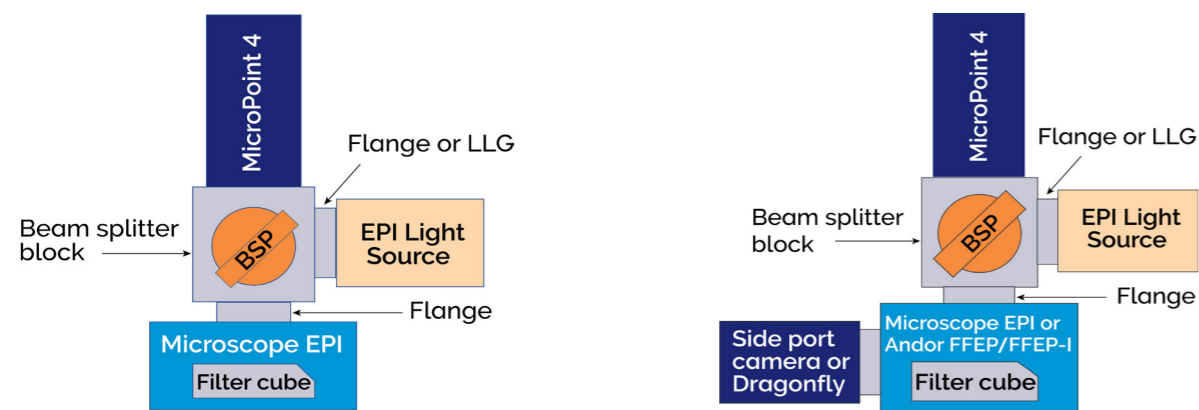 MicroPoint 4
Flange or LLG
Beam splitter
block
BSP
EPI Light
Source
Flange
Microscope EPI
Filter cube
MicroPoint 4
Flange or LLG
Beam splitter
block
BSP
EPI Light
Source
Flange
Side port
camera or
Dragonfly
Microscope EPI or
Andor FFEP/FFEP-I
Filter cube